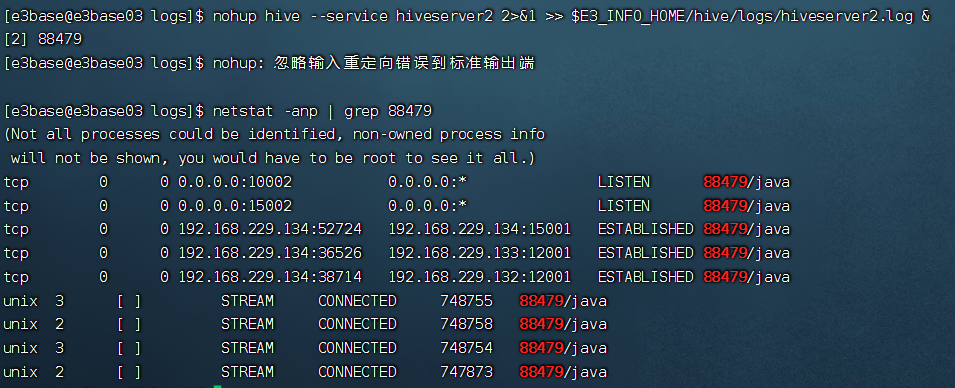 [e3base@e3base03 logs]$ nohup hive --service hiveserver2 2>&1 >> $E3_INFO_HOME/hive/logs/hiveserver2.log &
[2] 88479
[e3base@e3base03 logs]$ nohup: 忽略输入重定向错误到标准输出端
[e3base@e3base03 logs]$ netstat -anp | grep 88479
(Not all processes could be identified, non-owned process info
 will not be shown, you would have to be root to see it all.)
tcp        0      0 0.0.0.0:10002           0.0.0.0:*               LISTEN      88479/java
tcp        0      0 0.0.0.0:15002           0.0.0.0:*               LISTEN      88479/java
tcp        0      0 192.168.229.134:52724   192.168.229.134:15001   ESTABLISHED 88479/java
tcp        0      0 192.168.229.134:36526   192.168.229.133:12001   ESTABLISHED 88479/java
tcp        0      0 192.168.229.134:38714   192.168.229.132:12001   ESTABLISHED 88479/java
unix  3      [ ]         STREAM     CONNECTED     748755   88479/java
unix  2      [ ]         STREAM     CONNECTED     748758   88479/java
unix  3      [ ]         STREAM     CONNECTED     748754   88479/java
unix  2      [ ]         STREAM     CONNECTED     747873   88479/java